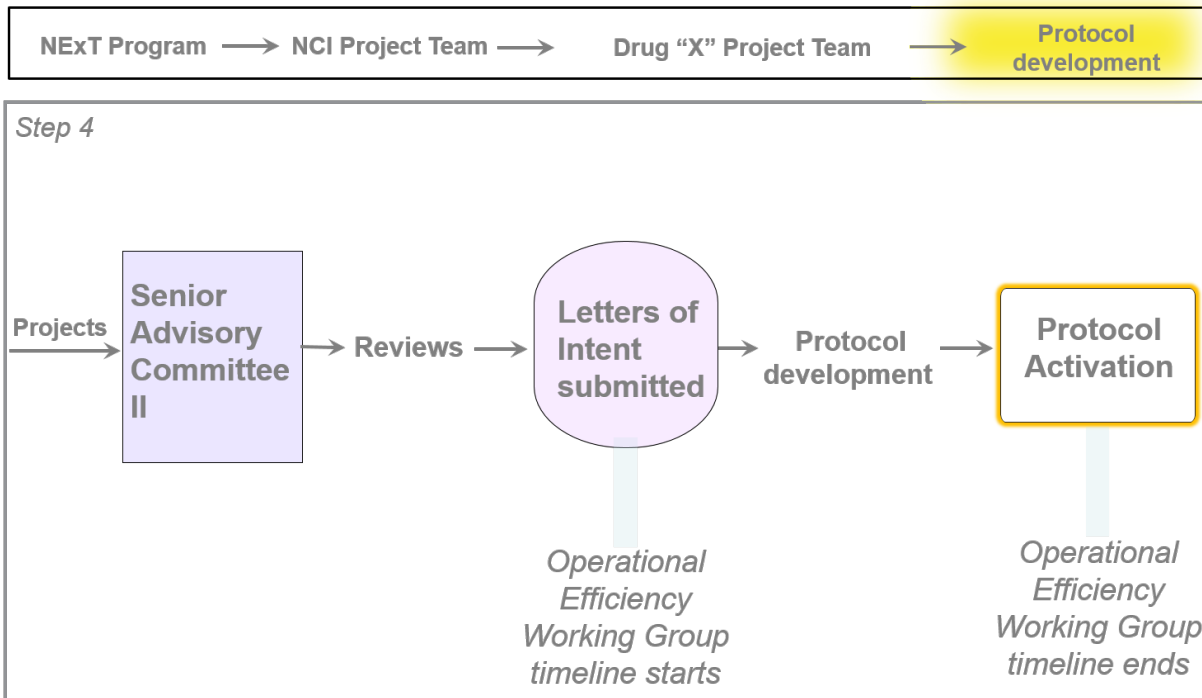 NExT Program
NCI Project Team
Drug “X” Project Team
Protocol
development
Step 4
Projects
Senior
Advisory
Committee
II
Reviews
Letters of
Intent
submitted
Protocol
development
Protocol
Activation
Operational
Efficiency
Working Group
timeline starts
Operational
Efficiency
Working Group
timeline ends